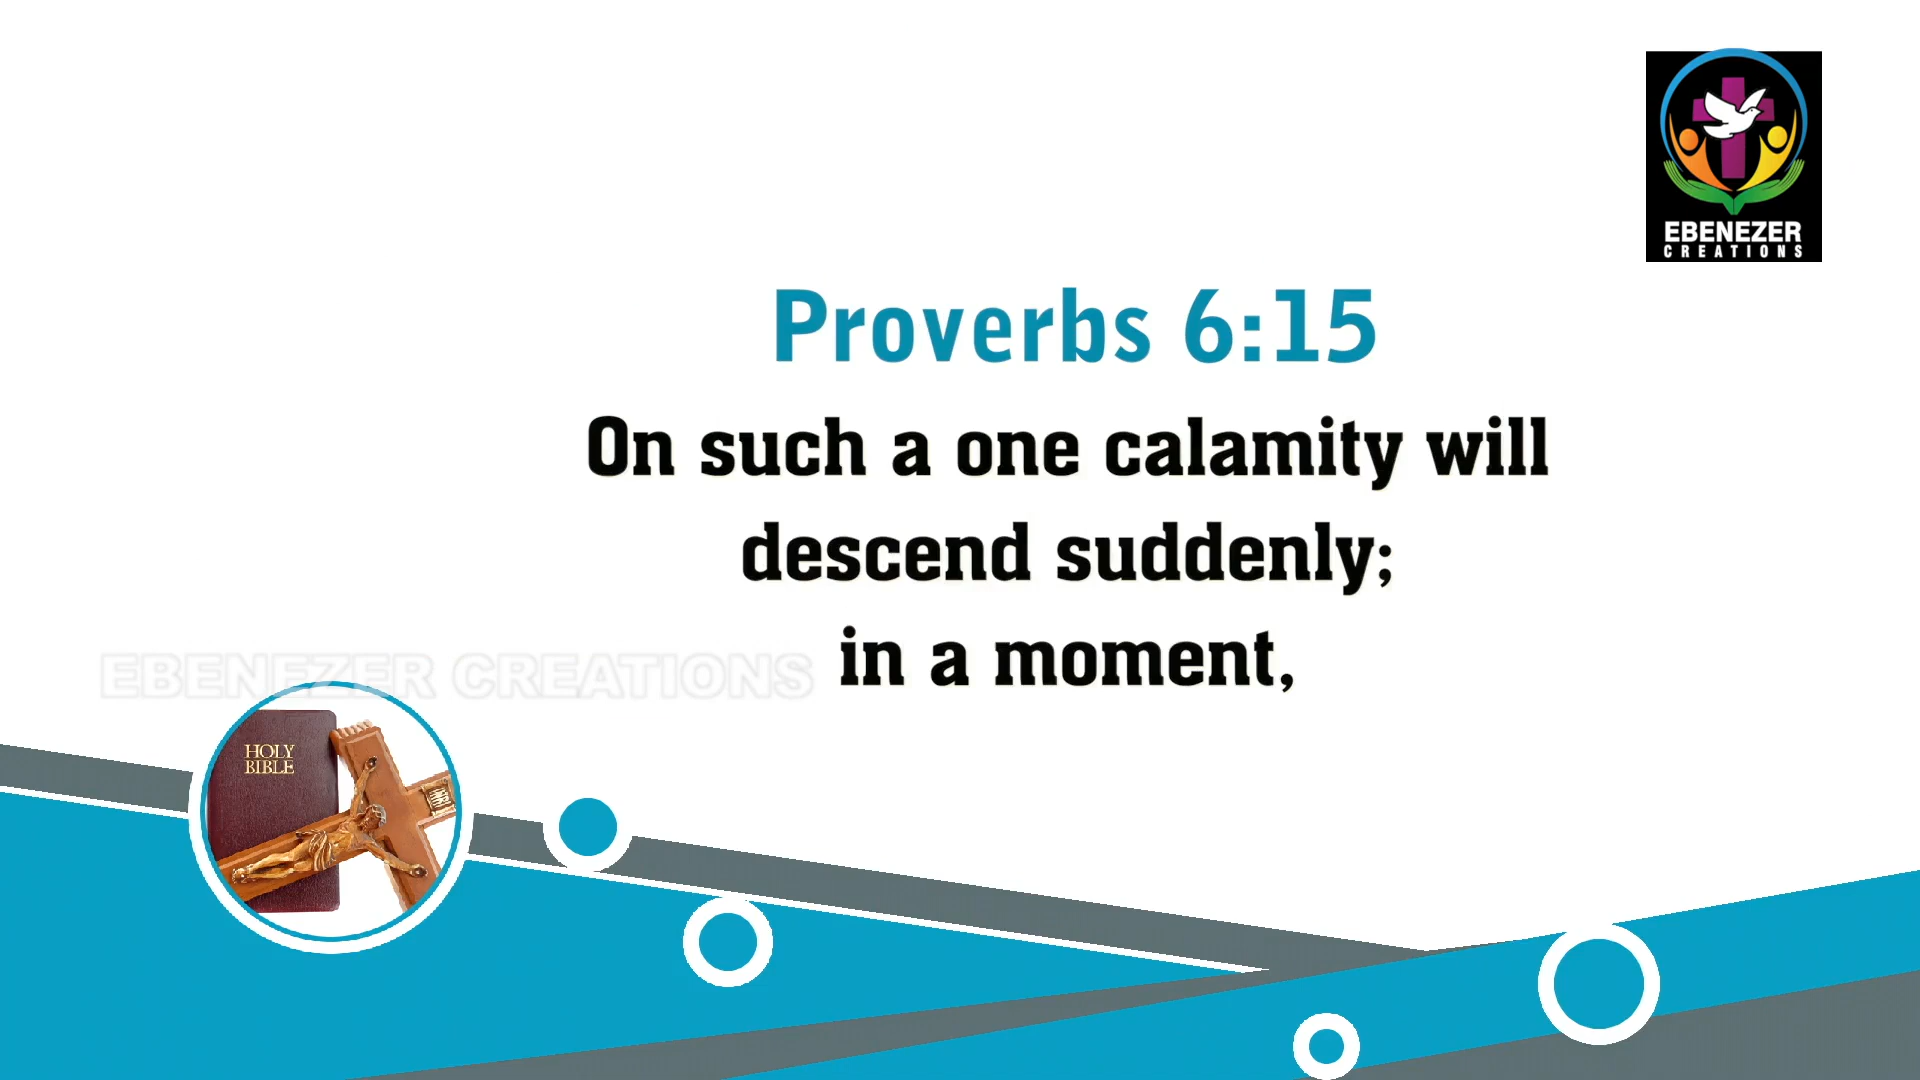 EBENEZER
CREATIONS
Proverbs 6:15
On such a one calamity will
descend suddenly;
in a moment,
EBENEZER CREATIONS
HOLY
BIBLE